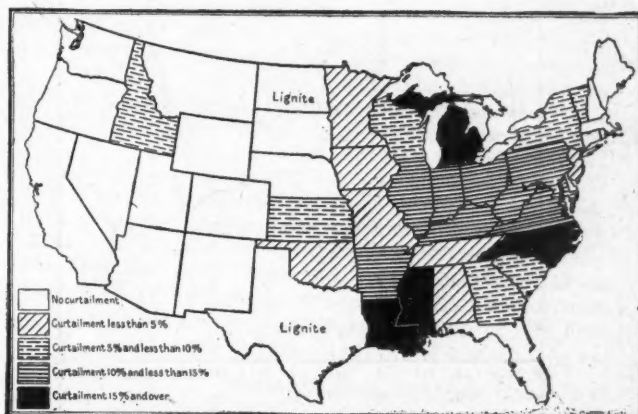 Lignite
Lignite
No curtailment
Curtailment less than 5%
Curtailment 5% and less than 10%
Curtailment 10% and less than 15%
Curtailment 15% and over